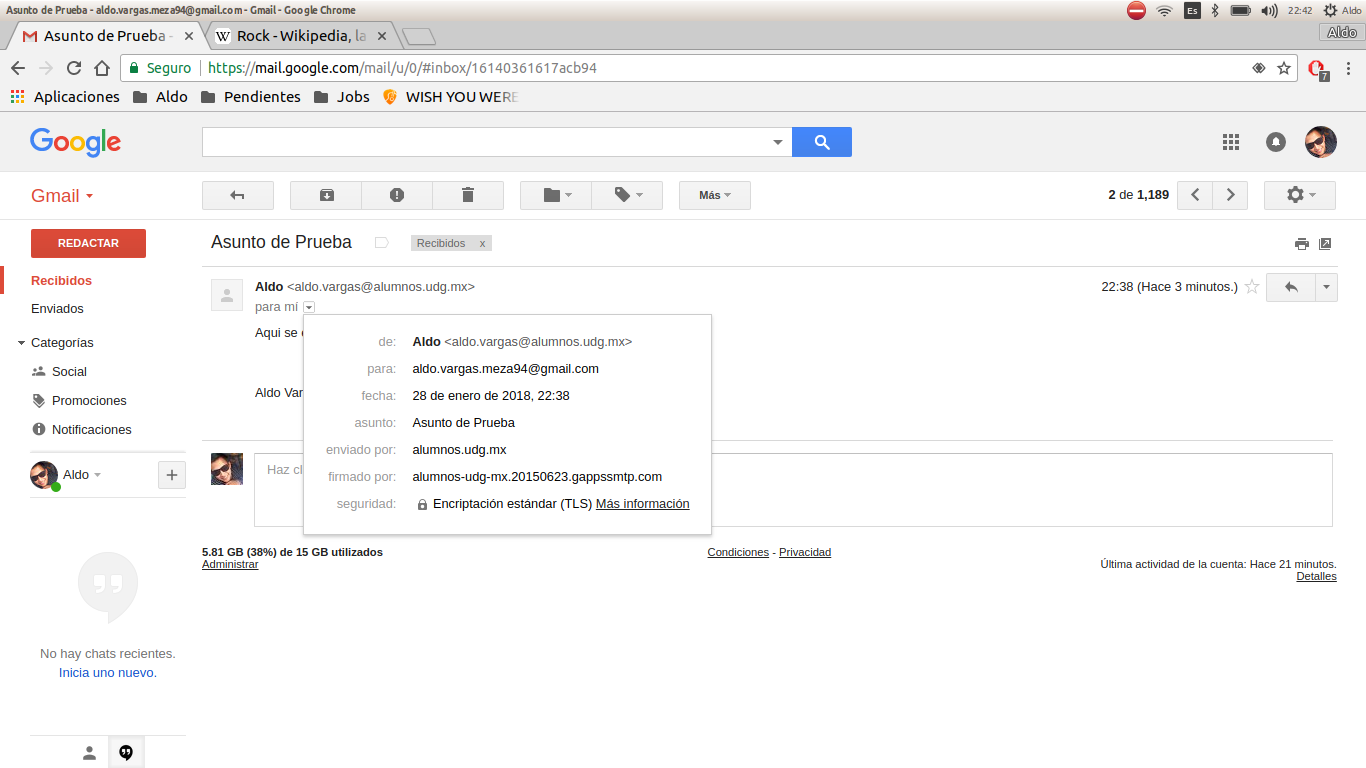 Asunto de Prueba - aldo.vargas.meza94@gmail.com - Gmail - Google Chrome
Es
22:42
Aldo
Asunto de Prueba -
Rock - Wikipedia, la
Aldo
Seguro
https://mail.google.com/mail/u/0/#inbox/16140361617acb94
7
Aplicaciones
Aldo
Pendientes
Jobs
WISH YOU WERE
Google
Gmail
Más
2 de 1,189
REDACTAR
Asunto de Prueba
Recibidos x
Recibidos
Enviados
Categorías
Social
Promociones
Notificaciones
Aldo
Aldo <aldo.vargas@alumnos.udg.mx>
22:38 (Hace 3 minutos.)
para mí
Aqui se
de: Aldo <aldo.vargas@alumnos.udg.mx>
para: aldo.vargas.meza94@gmail.com
fecha: 28 de enero de 2018, 22:38
asunto: Asunto de Prueba
enviado por: alumnos.udg.mx
firmado por: alumnos-udg-mx.20150623.gappssmtp.com
seguridad: Encriptación estándar (TLS) Más información
Aldo Var
Haz cl
5.81 GB (38%) de 15 GB utilizados
Administrar
Condiciones - Privacidad
Última actividad de la cuenta: Hace 21 minutos.
Detalles
No hay chats recientes.
Inicia uno nuevo.